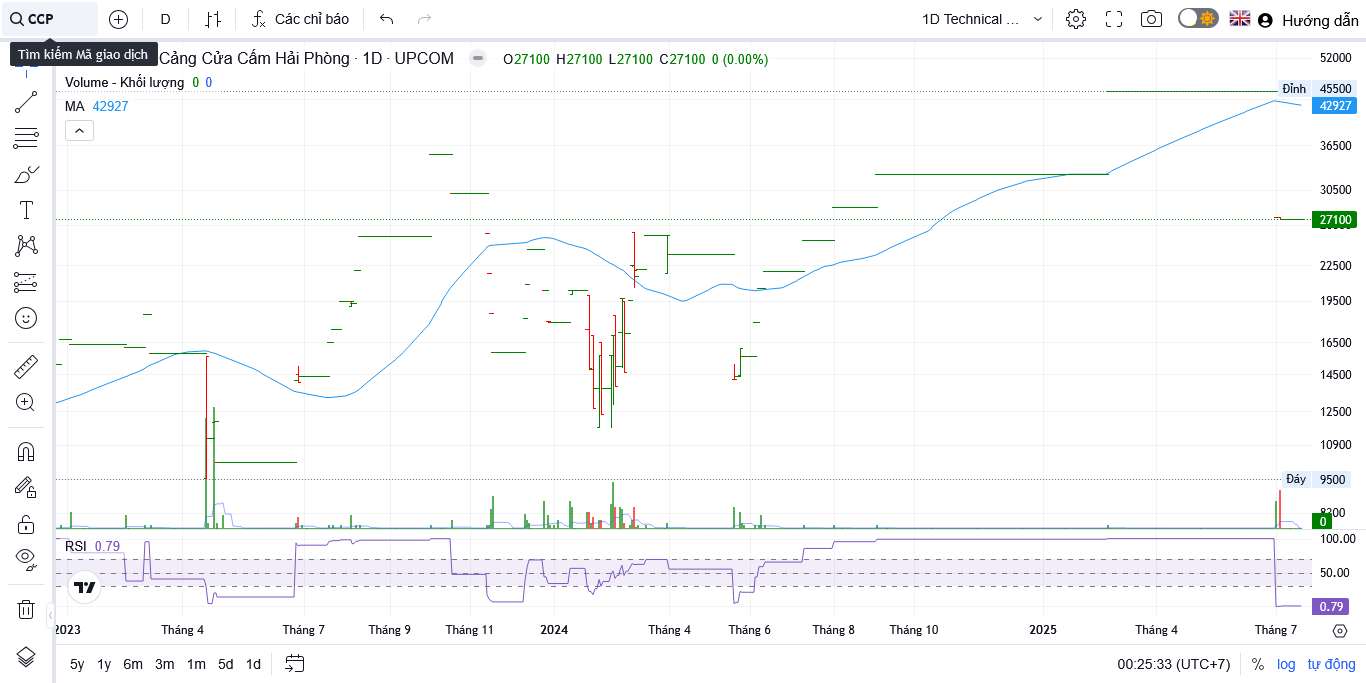 CCP
D
Các chỉ báo
1D Technical ...
Hướng dẫn
Tìm kiếm Mã giao dịch
Cảng Cửa Cấm Hải Phòng · 1D · UPCOM
O27100 H27100 L27100 C27100 0 (0.00%)
Volume - Khối lượng 0 0
MA 42927
52000
Đỉnh 45500
42927
36500
30500
27100
22500
19500
16500
14500
12500
10900
Đáy 9500
8200
0
RSI 0.79
100.00
50.00
0.79
2023 Tháng 4 Tháng 7 Tháng 9 Tháng 11 2024 Tháng 4 Tháng 6 Tháng 8 Tháng 10 2025 Tháng 4 Tháng 7
5y 1y 6m 3m 1m 5d 1d
00:25:33 (UTC+7) % log tự động